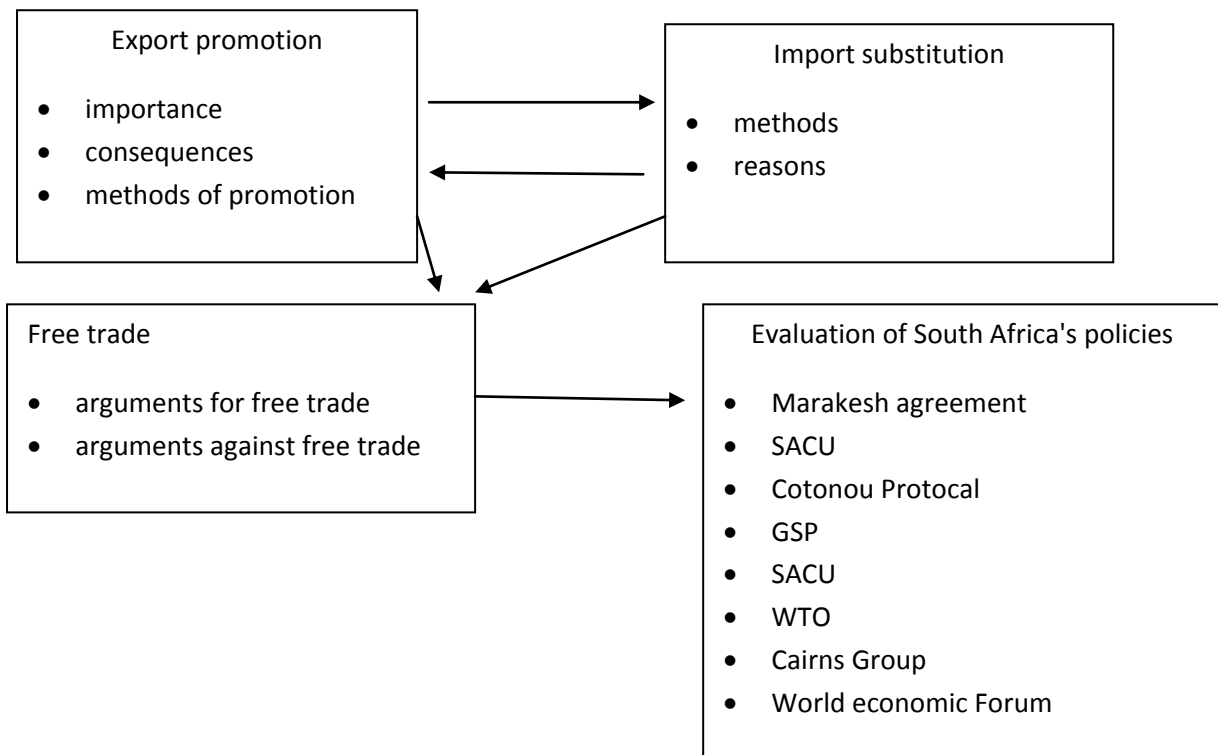 Export promotion
• importance
• consequences
• methods of promotion
Import substitution
• methods
• reasons
Free trade
• arguments for free trade
• arguments against free trade
Evaluation of South Africa's policies
• Marakesh agreement
• SACU
• Cotonou Protocal
• GSP
• SACU
• WTO
• Cairns Group
• World economic Forum